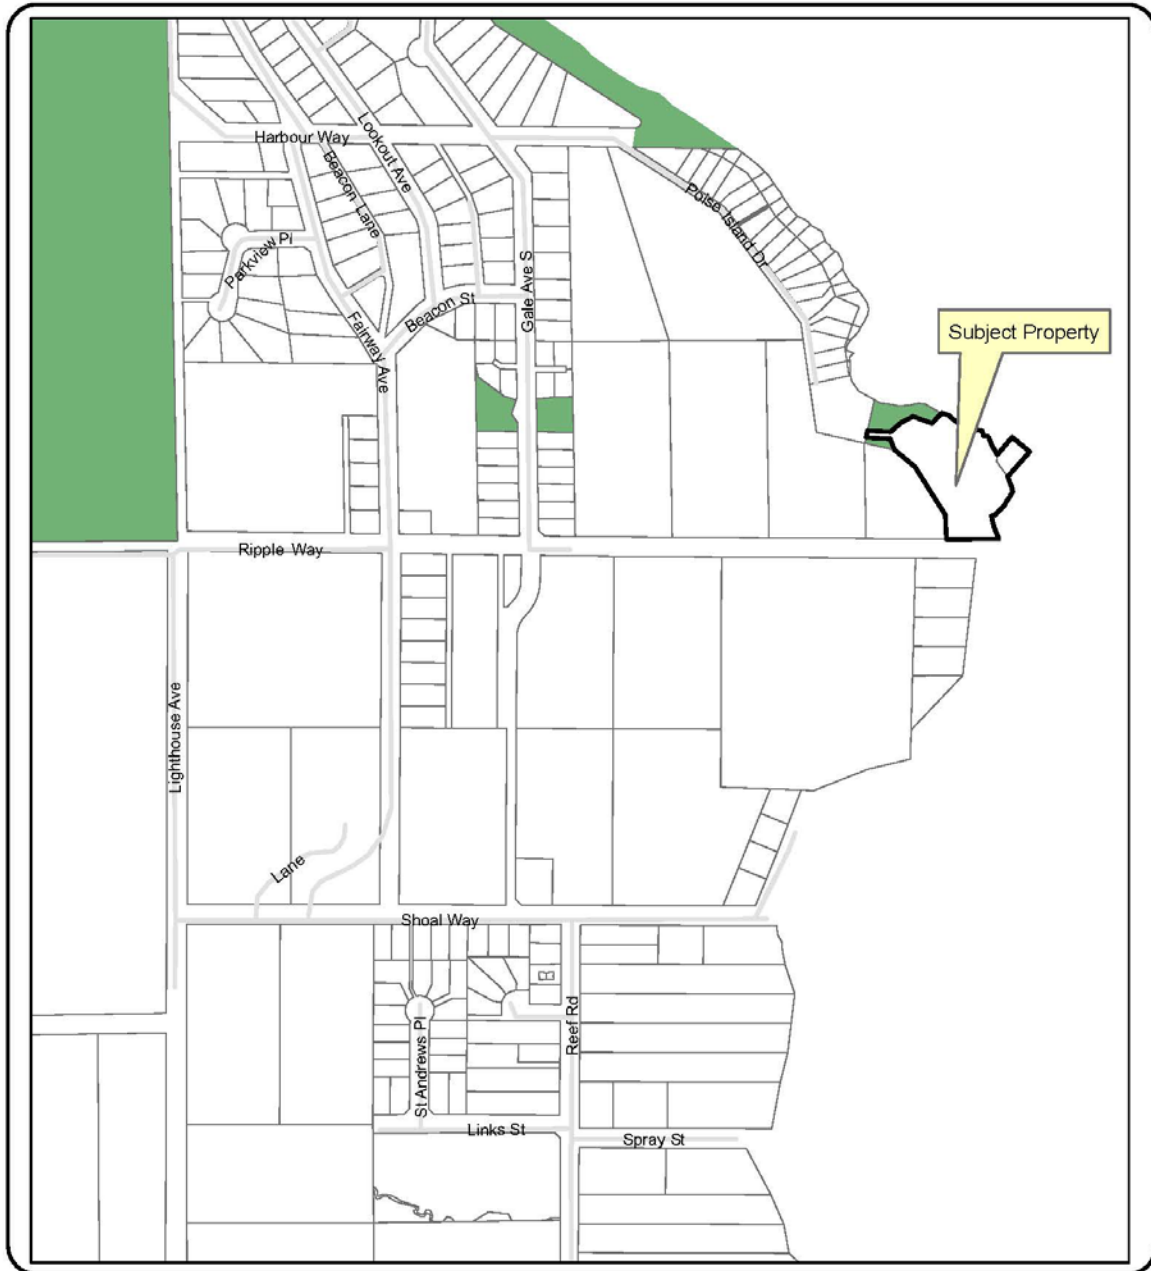 Harbour Way
Lookout Ave
Beacon Lane
Poise Island Dr
Parkview Pl
Gale Ave S
Beacon St
Fairway Ave
Subject Property
Ripple Way
Lighthouse Ave
Lane
Shoal Way
Reef Rd
St Andrews Pl
Links St
Spray St